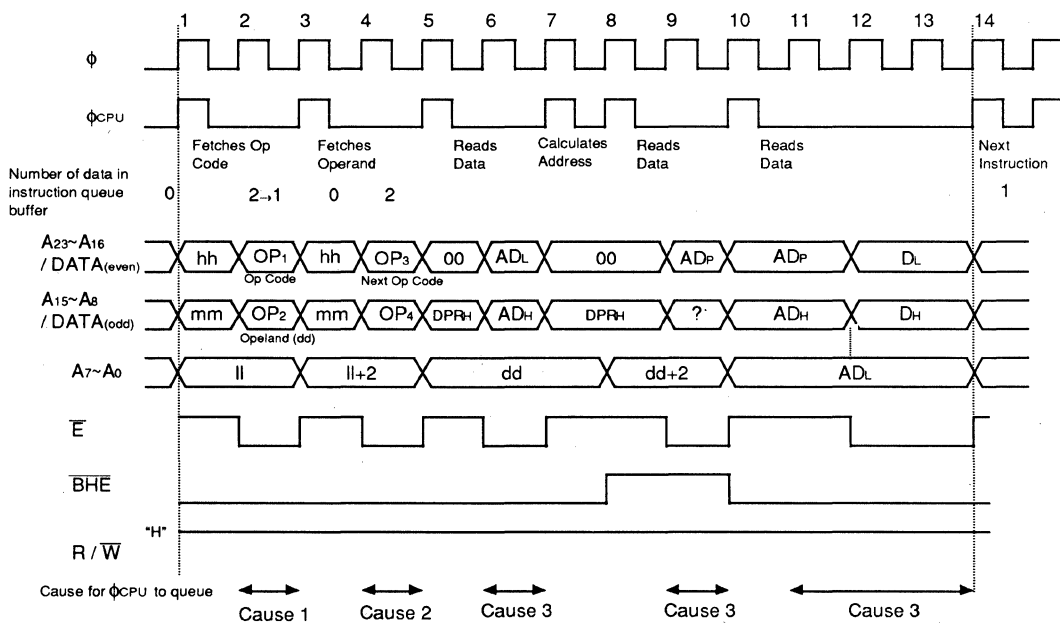 1 2 3 4 5 6 7 8 9 10 11 12 13 14
ϕ
ϕCPU
Fetches Op Code
Fetches Operand
Reads Data
Calculates Address
Reads Data
Reads Data
Next Instruction
Number of data in instruction queue buffer
0 2→1 0 2 1
A23~A16 / DATA(even)
hh OP1 hh OP3 00 ADL 00 ADP ADP DL
Op Code
Next Op Code
A15~A8 / DATA(odd)
mm OP2 mm OP4 DPRH ADH DPRH ? ADH DH
Opeland (dd)
A7~A0
ll ll+2 dd dd+2 ADL
E
BHE
"H"
R / W
Cause for ϕCPU to queue
Cause 1 Cause 2 Cause 3 Cause 3 Cause 3